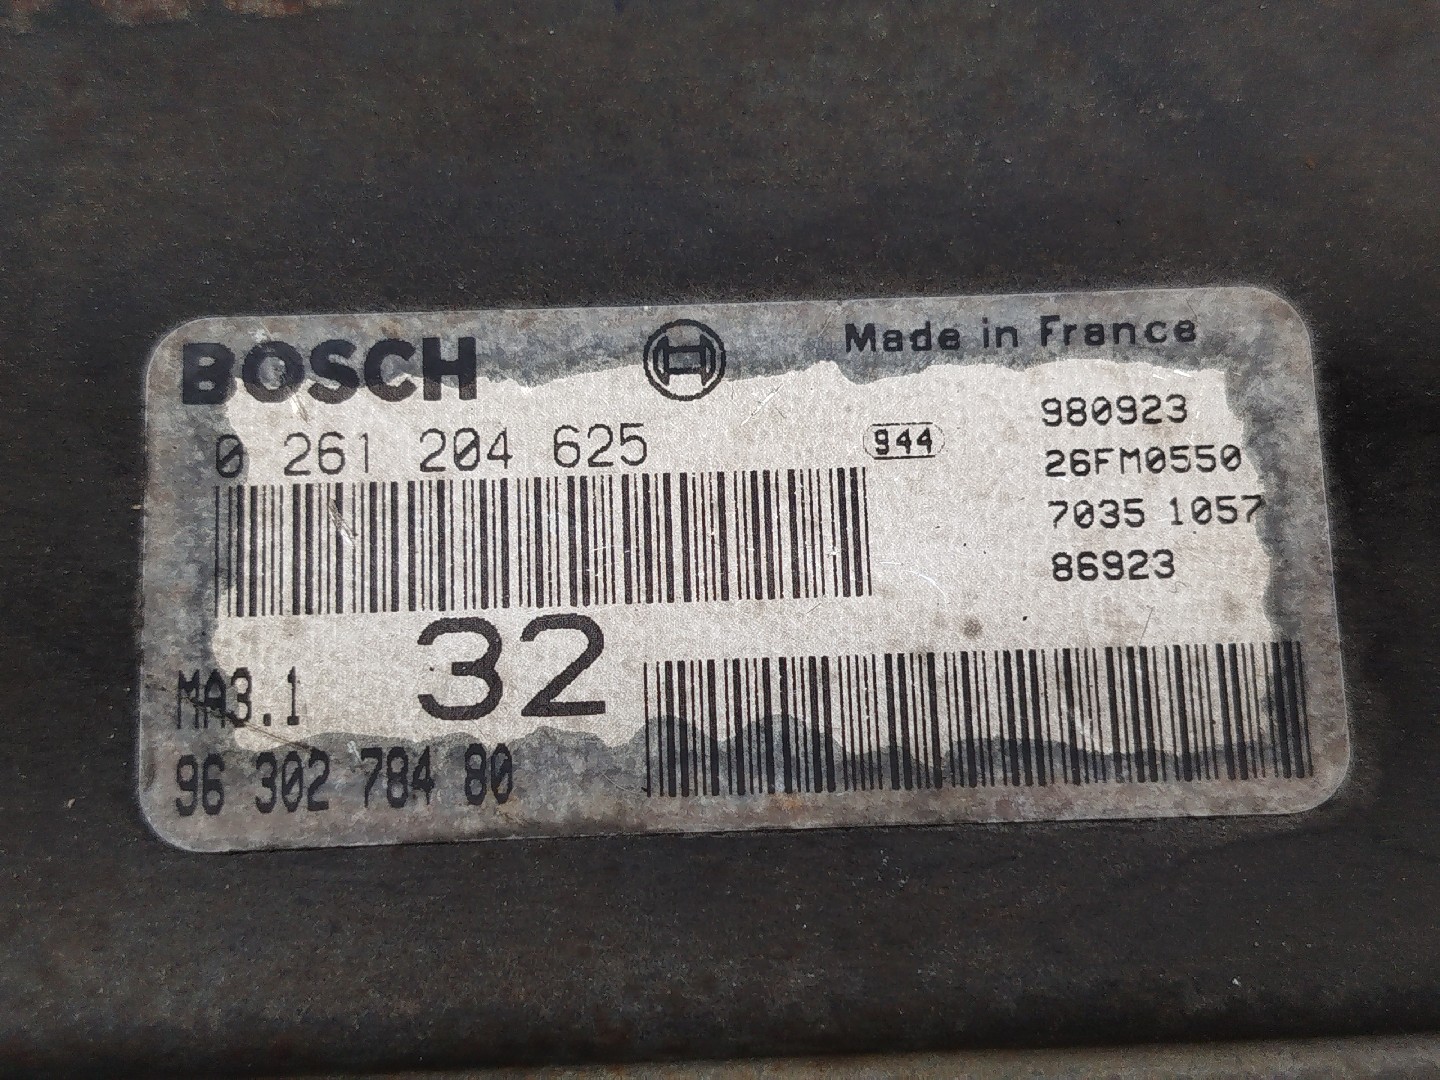 BOSCH
Made in France
0 261 204 625
944
980923
26FM0550
7035 1057
86923
MA3.1
32
96 302 784 80